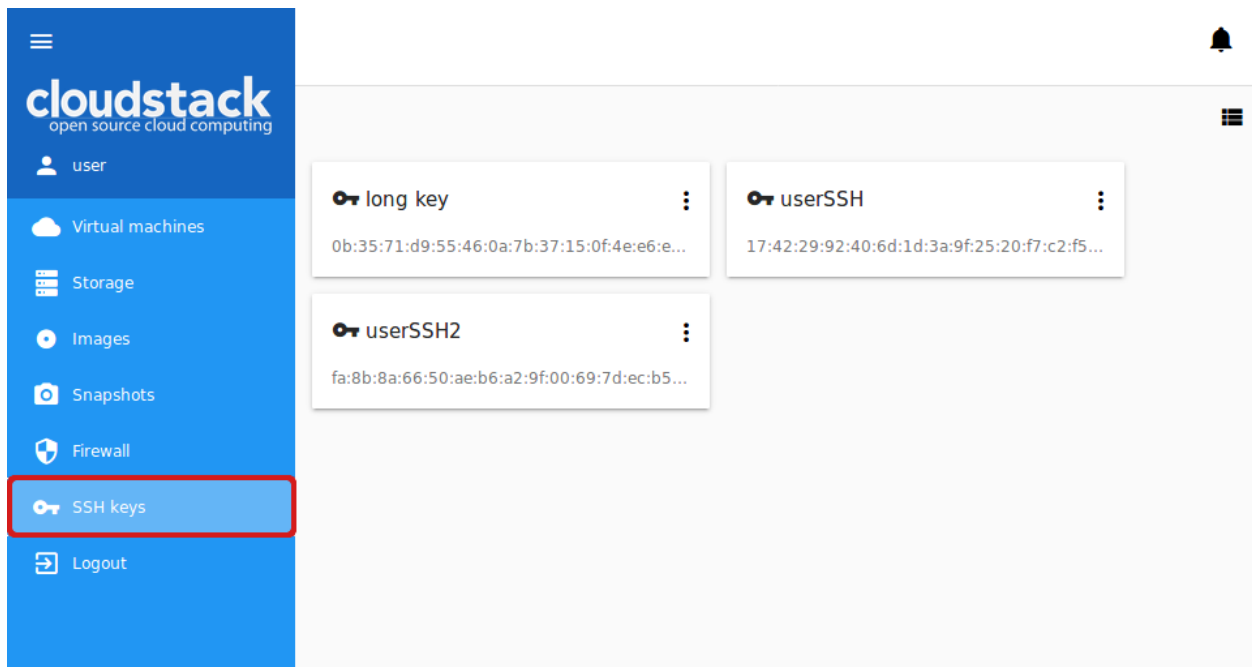 cloudstack
open source cloud computing
user
Virtual machines
Storage
Images
Snapshots
Firewall
SSH keys
Logout
long key
0b:35:71:d9:55:46:0a:7b:37:15:0f:4e:e6:e...
userSSH
17:42:29:92:40:6d:1d:3a:9f:25:20:f7:c2:f5...
userSSH2
fa:8b:8a:66:50:ae:b6:a2:9f:00:69:7d:ec:b5...